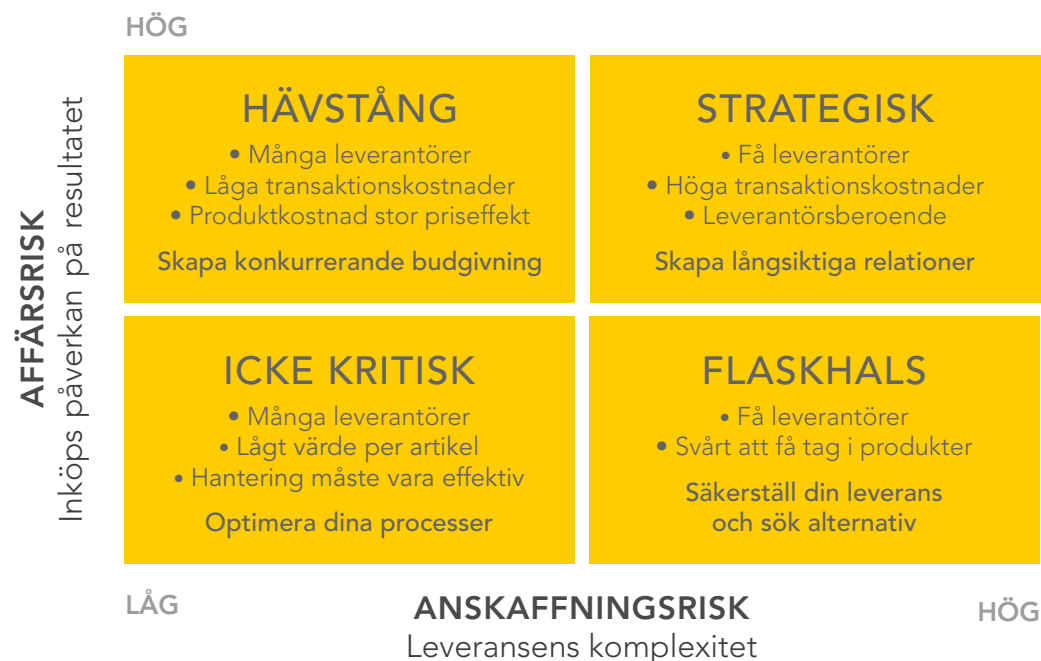 HÖG
HÄVSTÅNG
• Många leverantörer
• Låga transaktionskostnader
• Produktkostnad stor priseffekt
Skapa konkurrerande budgivning
STRATEGISK
• Få leverantörer
• Höga transaktionskostnader
• Leverantörsberoende
Skapa långsiktiga relationer
AFFÄRSRISK
Inköps påverkan på resultatet
ICKE KRITISK
• Många leverantörer
• Lågt värde per artikel
• Hantering måste vara effektiv
Optimera dina processer
FLASKHALS
• Få leverantörer
• Svårt att få tag i produkter
Säkerställ din leverans
och sök alternativ
LÅG
ANSKAFFNINGSRISK
Leveransens komplexitet
HÖG